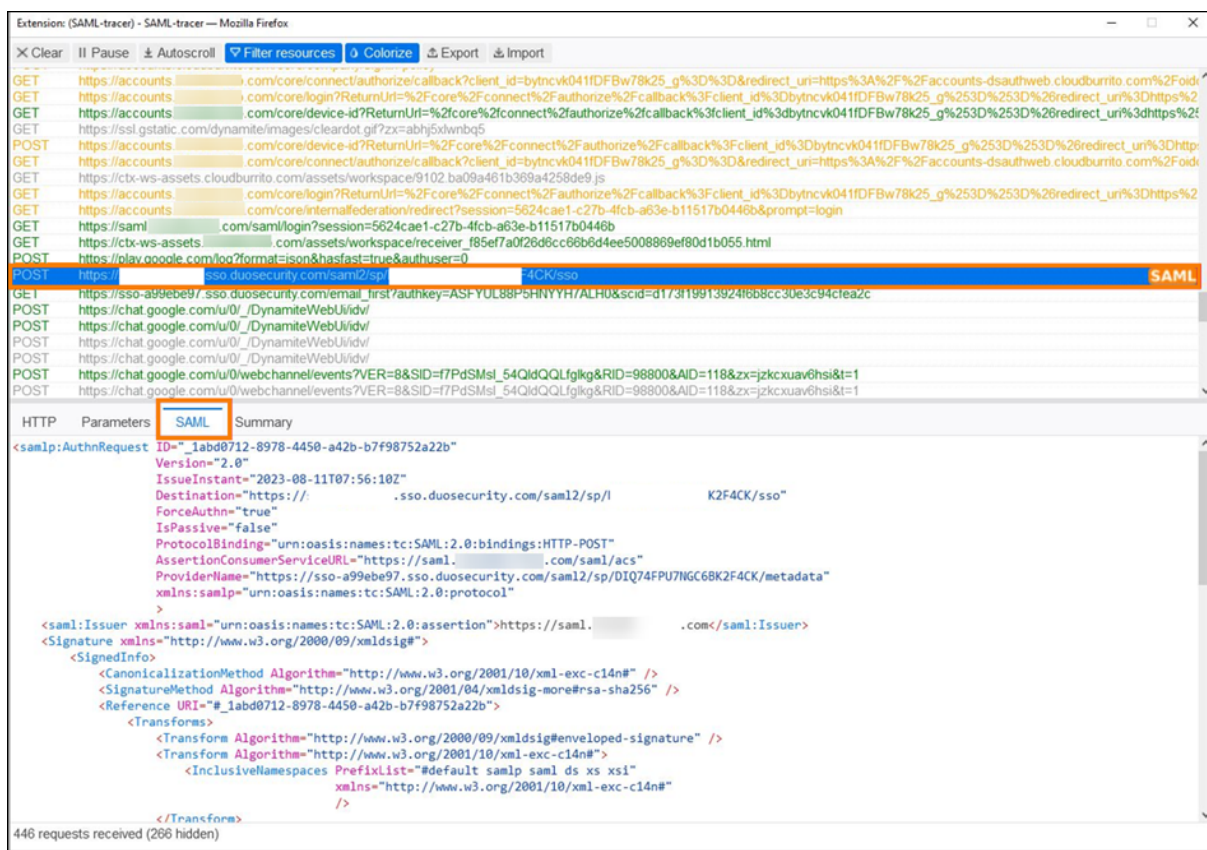 Extension: (SAML-tracer) - SAML-tracer — Mozilla Firefox
Clear Pause Autoscroll Filter resources Colorize Export Import
GET https://accounts. .com/core/connect/authorize/callback?client_id=bytncvk041fDFBw78k25_g%3D%3D&redirect_uri=https%3A%2F%2Faccounts-dsauthweb.cloudburrito.com%2Foid
GET https://accounts. .com/core/login?ReturnUrl=%2Fcore%2Fconnect%2Fauthorize%2Fcallback%3Fclient_id%3Dbytncvk041fDFBw78k25_g%253D%253D%26redirect_uri%3Dhttps%2
GET https://accounts. .com/core/device-id?ReturnUrl=%2fcore%2fconnect%2fauthorize%2fcallback%3fclient_id%3dbytncvk041fDFBw78k25_g%253D%253D%26redirect_uri%3dhttps%25
GET https://ssl.gstatic.com/dynamite/images/cleardot.gif?zx=abhj5xlwnbq5
POST https://accounts. .com/core/device-id?ReturnUrl=%2Fcore%2Fconnect%2Fauthorize%2Fcallback%3Fclient_id%3Dbytncvk041fDFBw78k25_g%253D%253D%26redirect_uri%3Dhttp
GET https://accounts. .com/core/connect/authorize/callback?client_id=bytncvk041fDFBw78k25_g%3D%3D&redirect_uri=https%3A%2F%2Faccounts-dsauthweb.cloudburrito.com%2Foid
GET https://ctx-ws-assets.cloudburrito.com/assets/workspace/9102.ba09a461b369a4258de9.js
GET https://accounts. .com/core/login?ReturnUrl=%2Fcore%2Fconnect%2Fauthorize%2Fcallback%3Fclient_id%3Dbytncvk041fDFBw78k25_g%253D%253D%26redirect_uri%3Dhttps%2
GET https://accounts. .com/core/internalfederation/redirect?session=5624cae1-c27b-4fcb-a63e-b11517b0446b&prompt=login
GET https://saml .com/saml/login?session=5624cae1-c27b-4fcb-a63e-b11517b0446b
GET https://ctx-ws-assets. .com/assets/workspace/receiver_f85ef7a0f26d6cc66b6d4ee5008869ef80d1b055.html
POST https://play.google.com/log?format=json&hasfast=true&authuser=0
POST https:// sso.duosecurity.com/saml2/sp/ F4CK/sso SAML
GET https://sso-a99ebe97.sso.duosecurity.com/email_first?authkey=ASFYUL88P5HNYYH7ALH0&scid=d173f19913924f6b8cc30e3c94cfea2c
POST https://chat.google.com/u/0/_/DynamiteWebUi/idv/
POST https://chat.google.com/u/0/_/DynamiteWebUi/idv/
POST https://chat.google.com/u/0/_/DynamiteWebUi/idv/
POST https://chat.google.com/u/0/_/DynamiteWebUi/idv/
POST https://chat.google.com/u/0/webchannel/events?VER=8&SID=f7PdSMsl_54QldQQLfglkg&RID=98800&AID=118&zx=jzkcxuav6hsi&t=1
POST https://chat.google.com/u/0/webchannel/events?VER=8&SID=f7PdSMsl_54QldQQLfglkg&RID=98800&AID=118&zx=jzkcxuav6hsi&t=1
HTTP Parameters SAML Summary
<samlp:AuthnRequest ID="_1abd0712-8978-4450-a42b-b7f98752a22b"
Version="2.0"
IssueInstant="2023-08-11T07:56:10Z"
Destination="https:// .sso.duosecurity.com/saml2/sp/ K2F4CK/sso"
ForceAuthn="true"
IsPassive="false"
ProtocolBinding="urn:oasis:names:tc:SAML:2.0:bindings:HTTP-POST"
AssertionConsumerServiceURL="https://saml. .com/saml/acs"
ProviderName="https://sso-a99ebe97.sso.duosecurity.com/saml2/sp/DIQ74FPU7NGC6BK2F4CK/metadata"
xmlns:samlp="urn:oasis:names:tc:SAML:2.0:protocol"
>
<saml:Issuer xmlns:saml="urn:oasis:names:tc:SAML:2.0:assertion">https://saml. .com</saml:Issuer>
<Signature xmlns="http://www.w3.org/2000/09/xmldsig#">
<SignedInfo>
<CanonicalizationMethod Algorithm="http://www.w3.org/2001/10/xml-exc-c14n#" />
<SignatureMethod Algorithm="http://www.w3.org/2001/04/xmldsig-more#rsa-sha256" />
<Reference URI="#_1abd0712-8978-4450-a42b-b7f98752a22b">
<Transforms>
<Transform Algorithm="http://www.w3.org/2000/09/xmldsig#enveloped-signature" />
<Transform Algorithm="http://www.w3.org/2001/10/xml-exc-c14n#">
<InclusiveNamespaces PrefixList="#default samlp saml ds xs xsi"
xmlns="http://www.w3.org/2001/10/xml-exc-c14n#"
/>
</Transform>
446 requests received (266 hidden)